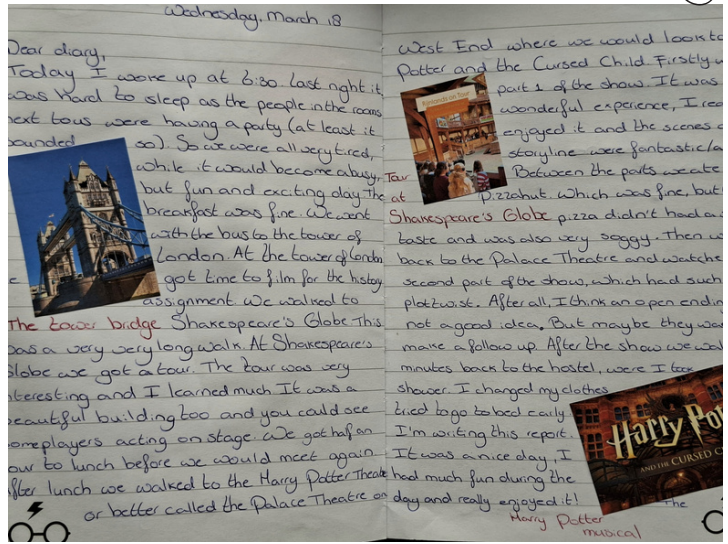 Wednesday, March 18
Dear diary,
Today I woke up at 6:30. Last night it
was hard to sleep as the people in the rooms
next to us were having a party (at least it
sounded so). So we were all very tired,
while it would become a busy,
but fun and exciting day. The
breakfast was fine. We went
with the bus to the tower of
London. At the tower of London
got time to film for the history
assignment We walked to
The tower bridge
Shakespeare's Globe. This
was a very very long walk. At Shakespeare's
Globe we got a tour. The tour was very
interesting and I learned much It was a
beautiful building too and you could see
someplayers acting on stage. We got haf an
our to lunch before we would meet again
After lunch we walked to the Harry Potter Theate
or better called the Palace Theatre on
West End where we would look to
Potter and the Cursed Child. Firstly
part 1 of the show. It was
wonderful experience, I
enjoyed it and the scenes
storyline were fantastic
Between the parts we ate
pizzahut. Which was fine, but
pizza didn't had
taste and was also very soggy. Then
back to the Palace Theatre and watche
second part of the show, which had such
plottwist. After all, I think an open endin
not a good idea, But maybe they
make a follow up. After the show we
minutes back to the hostel, were I took
shower. I changed my clothes
tried to go to bed early
I'm writing this report.
It was a nice day, I
had much fun during the
day and really enjoyed it!
Tour
at
Shakespeare's Globe
Rutlands on Tour
Harry Po
AND THE CURSED C
The
Harry Potter
musical